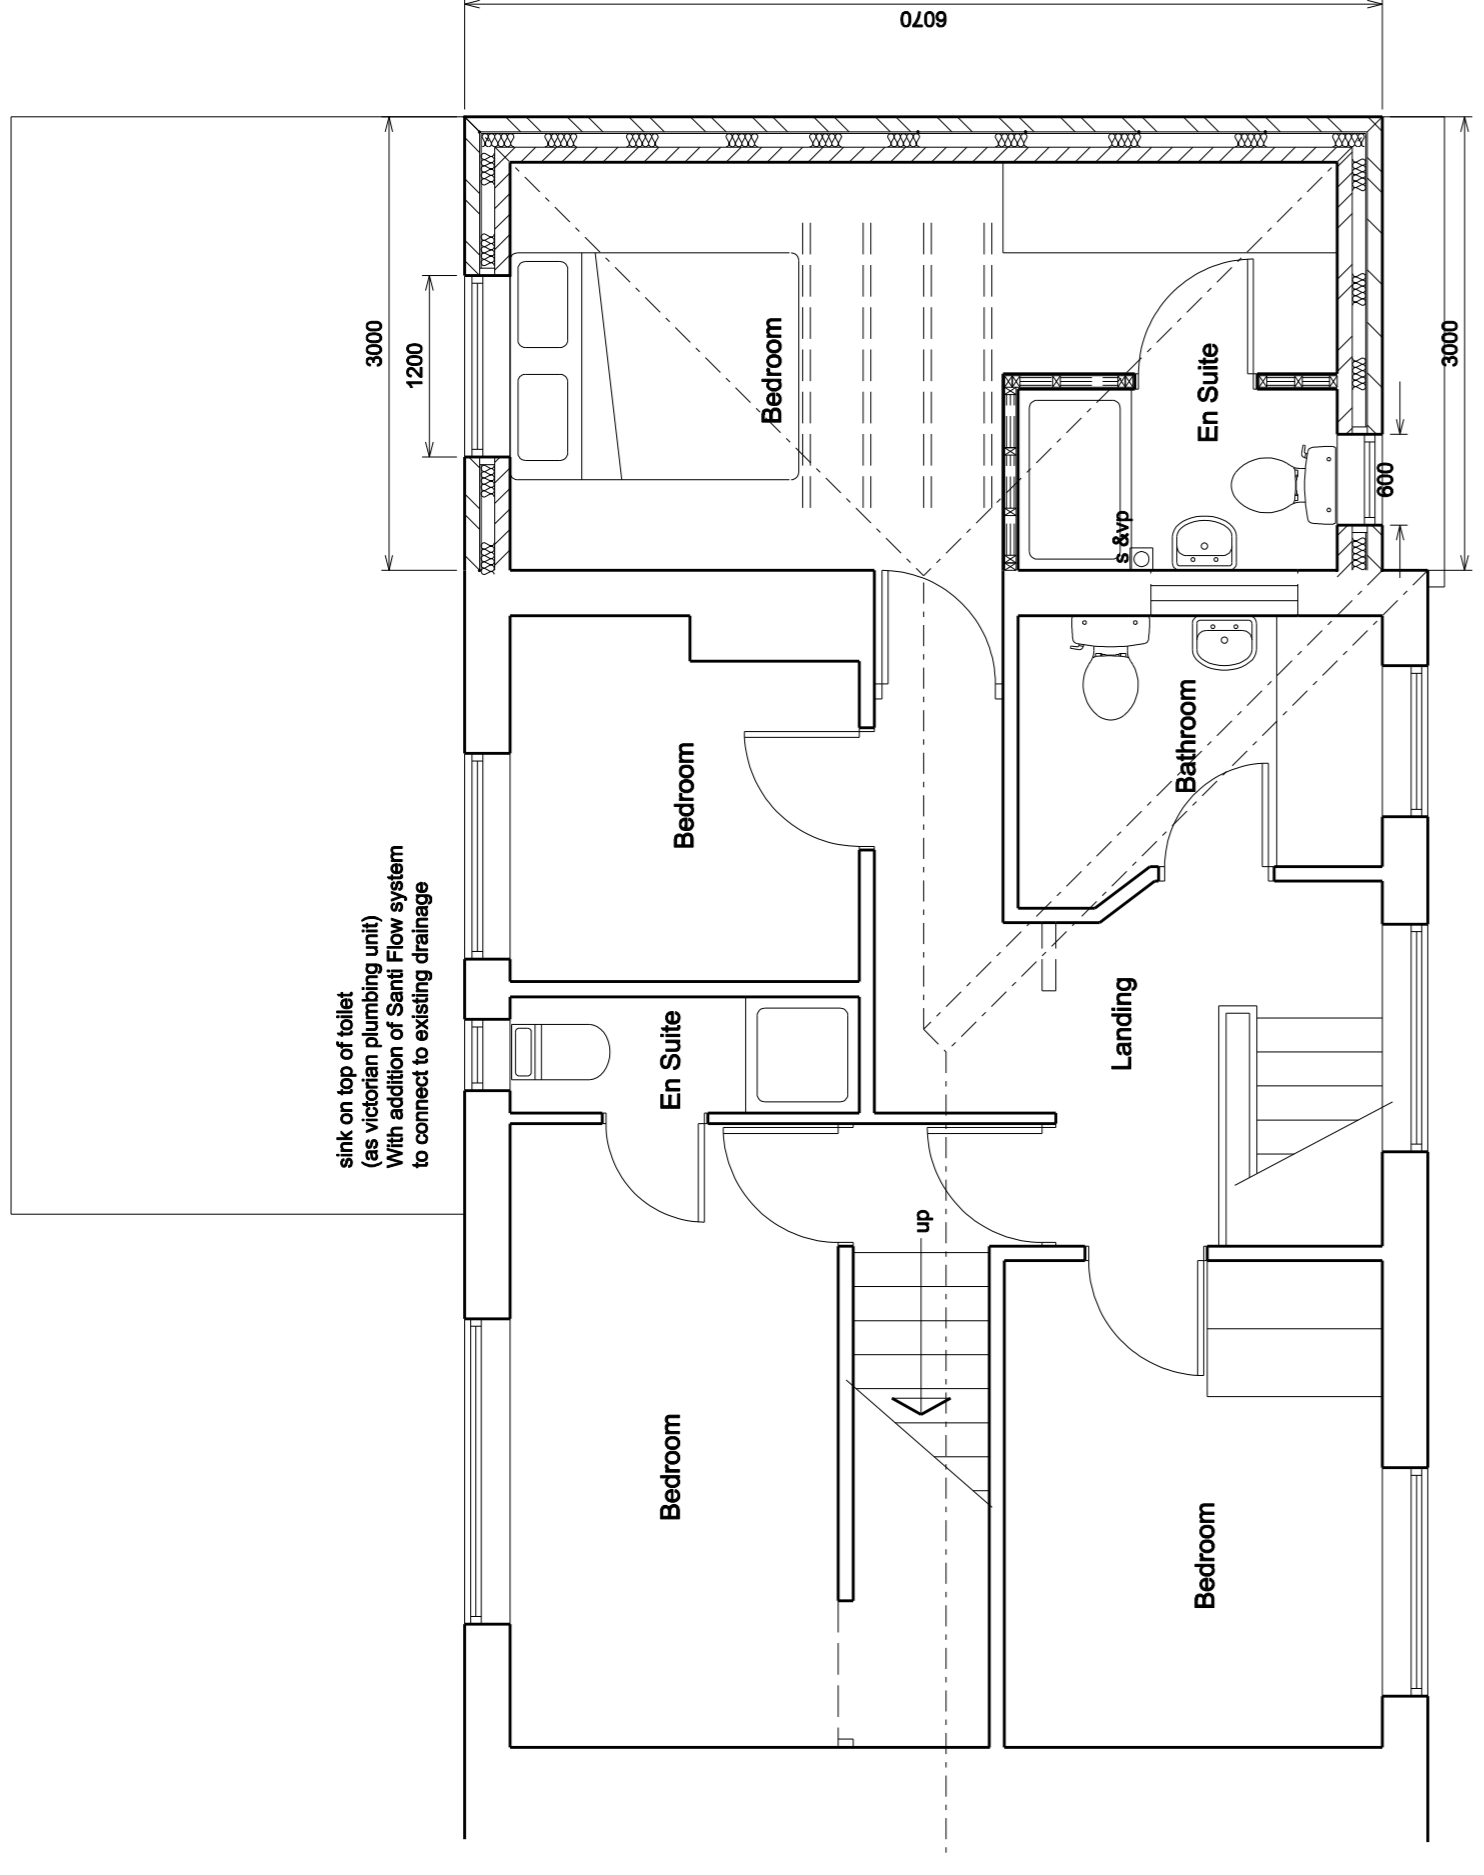 6070
3000
1200
3000
600
Bedroom
En Suite
s &vp
Bedroom
Bathroom
sink on top of toilet
(as victorian plumbing unit)
With addition of Santi Flow system
to connect to existing drainage
En Suite
Landing
up
Bedroom
Bedroom